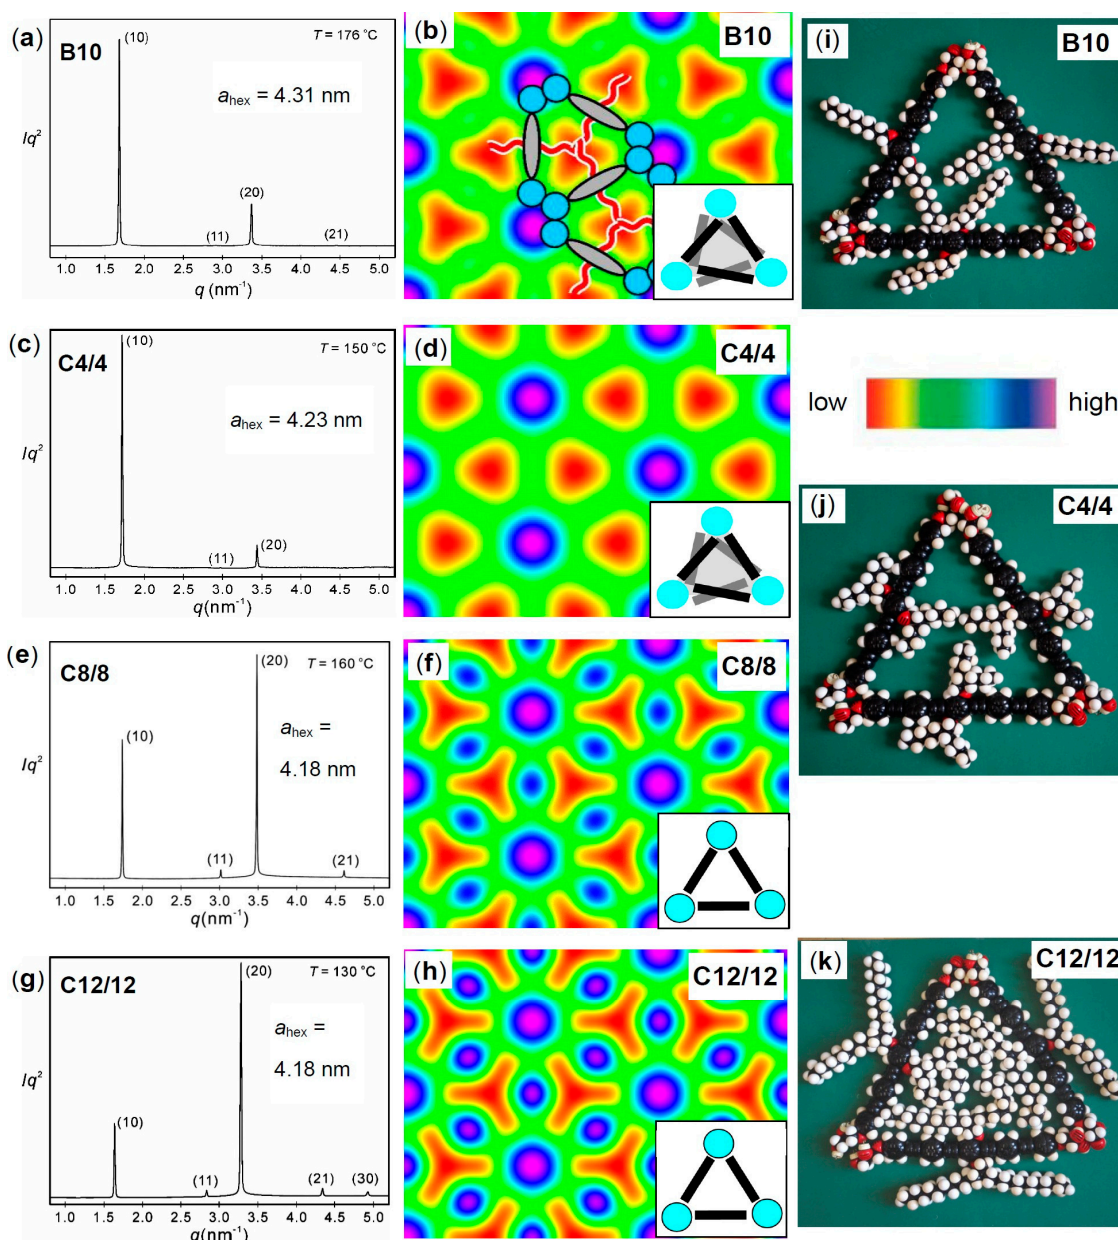 (a)
B10
T = 176 °C
(10)
a_hex = 4.31 nm
Iq²
(20)
(11)
(21)
1.0 1.5 2.0 2.5 3.0 3.5 4.0 4.5 5.0
q (nm⁻¹)
(b)
B10
(i)
B10
(c)
C4/4
T = 150 °C
(10)
a_hex = 4.23 nm
Iq²
(11)
(20)
1.0 1.5 2.0 2.5 3.0 3.5 4.0 4.5 5.0
q(nm⁻¹)
(d)
C4/4
low
high
(e)
C8/8
(20)
T = 160 °C
(10)
a_hex =
4.18 nm
Iq²
(11)
(21)
1.0 1.5 2.0 2.5 3.0 3.5 4.0 4.5 5.0
q(nm⁻¹)
(f)
C8/8
(j)
C4/4
(g)
C12/12
(20)
T = 130 °C
a_hex =
4.18 nm
Iq²
(10)
(11)
(21)
(30)
1.0 1.5 2.0 2.5 3.0 3.5 4.0 4.5 5.0
q(nm⁻¹)
(h)
C12/12
(k)
C12/12